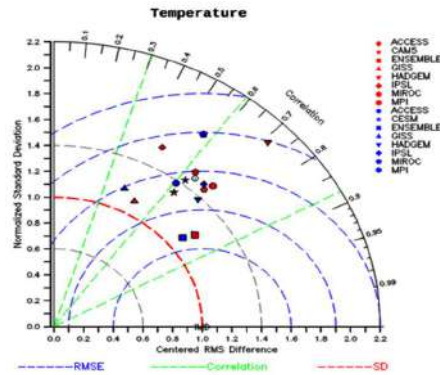 Temperature
ACCESS
CAM5
ENSEMBLE
GISS
HADGEM
IPSL
MIROC
MPI
ACCESS
CESM
ENSEMBLE
GISS
HADGEM
IPSL
MIROC
MPI
2.2
2.0
1.8
1.6
1.4
1.2
1.0
0.8
0.6
0.4
0.2
0.0
Normalized Standard Deviation
0.1
0.2
0.3
0.4
0.5
0.6
0.7
0.8
0.9
0.95
0.99
Correlation
0.0 0.2 0.4 0.6 0.8 1.0 1.2 1.4 1.6 1.8 2.0 2.2
Centered RMS Difference
RMSE Correlation SD